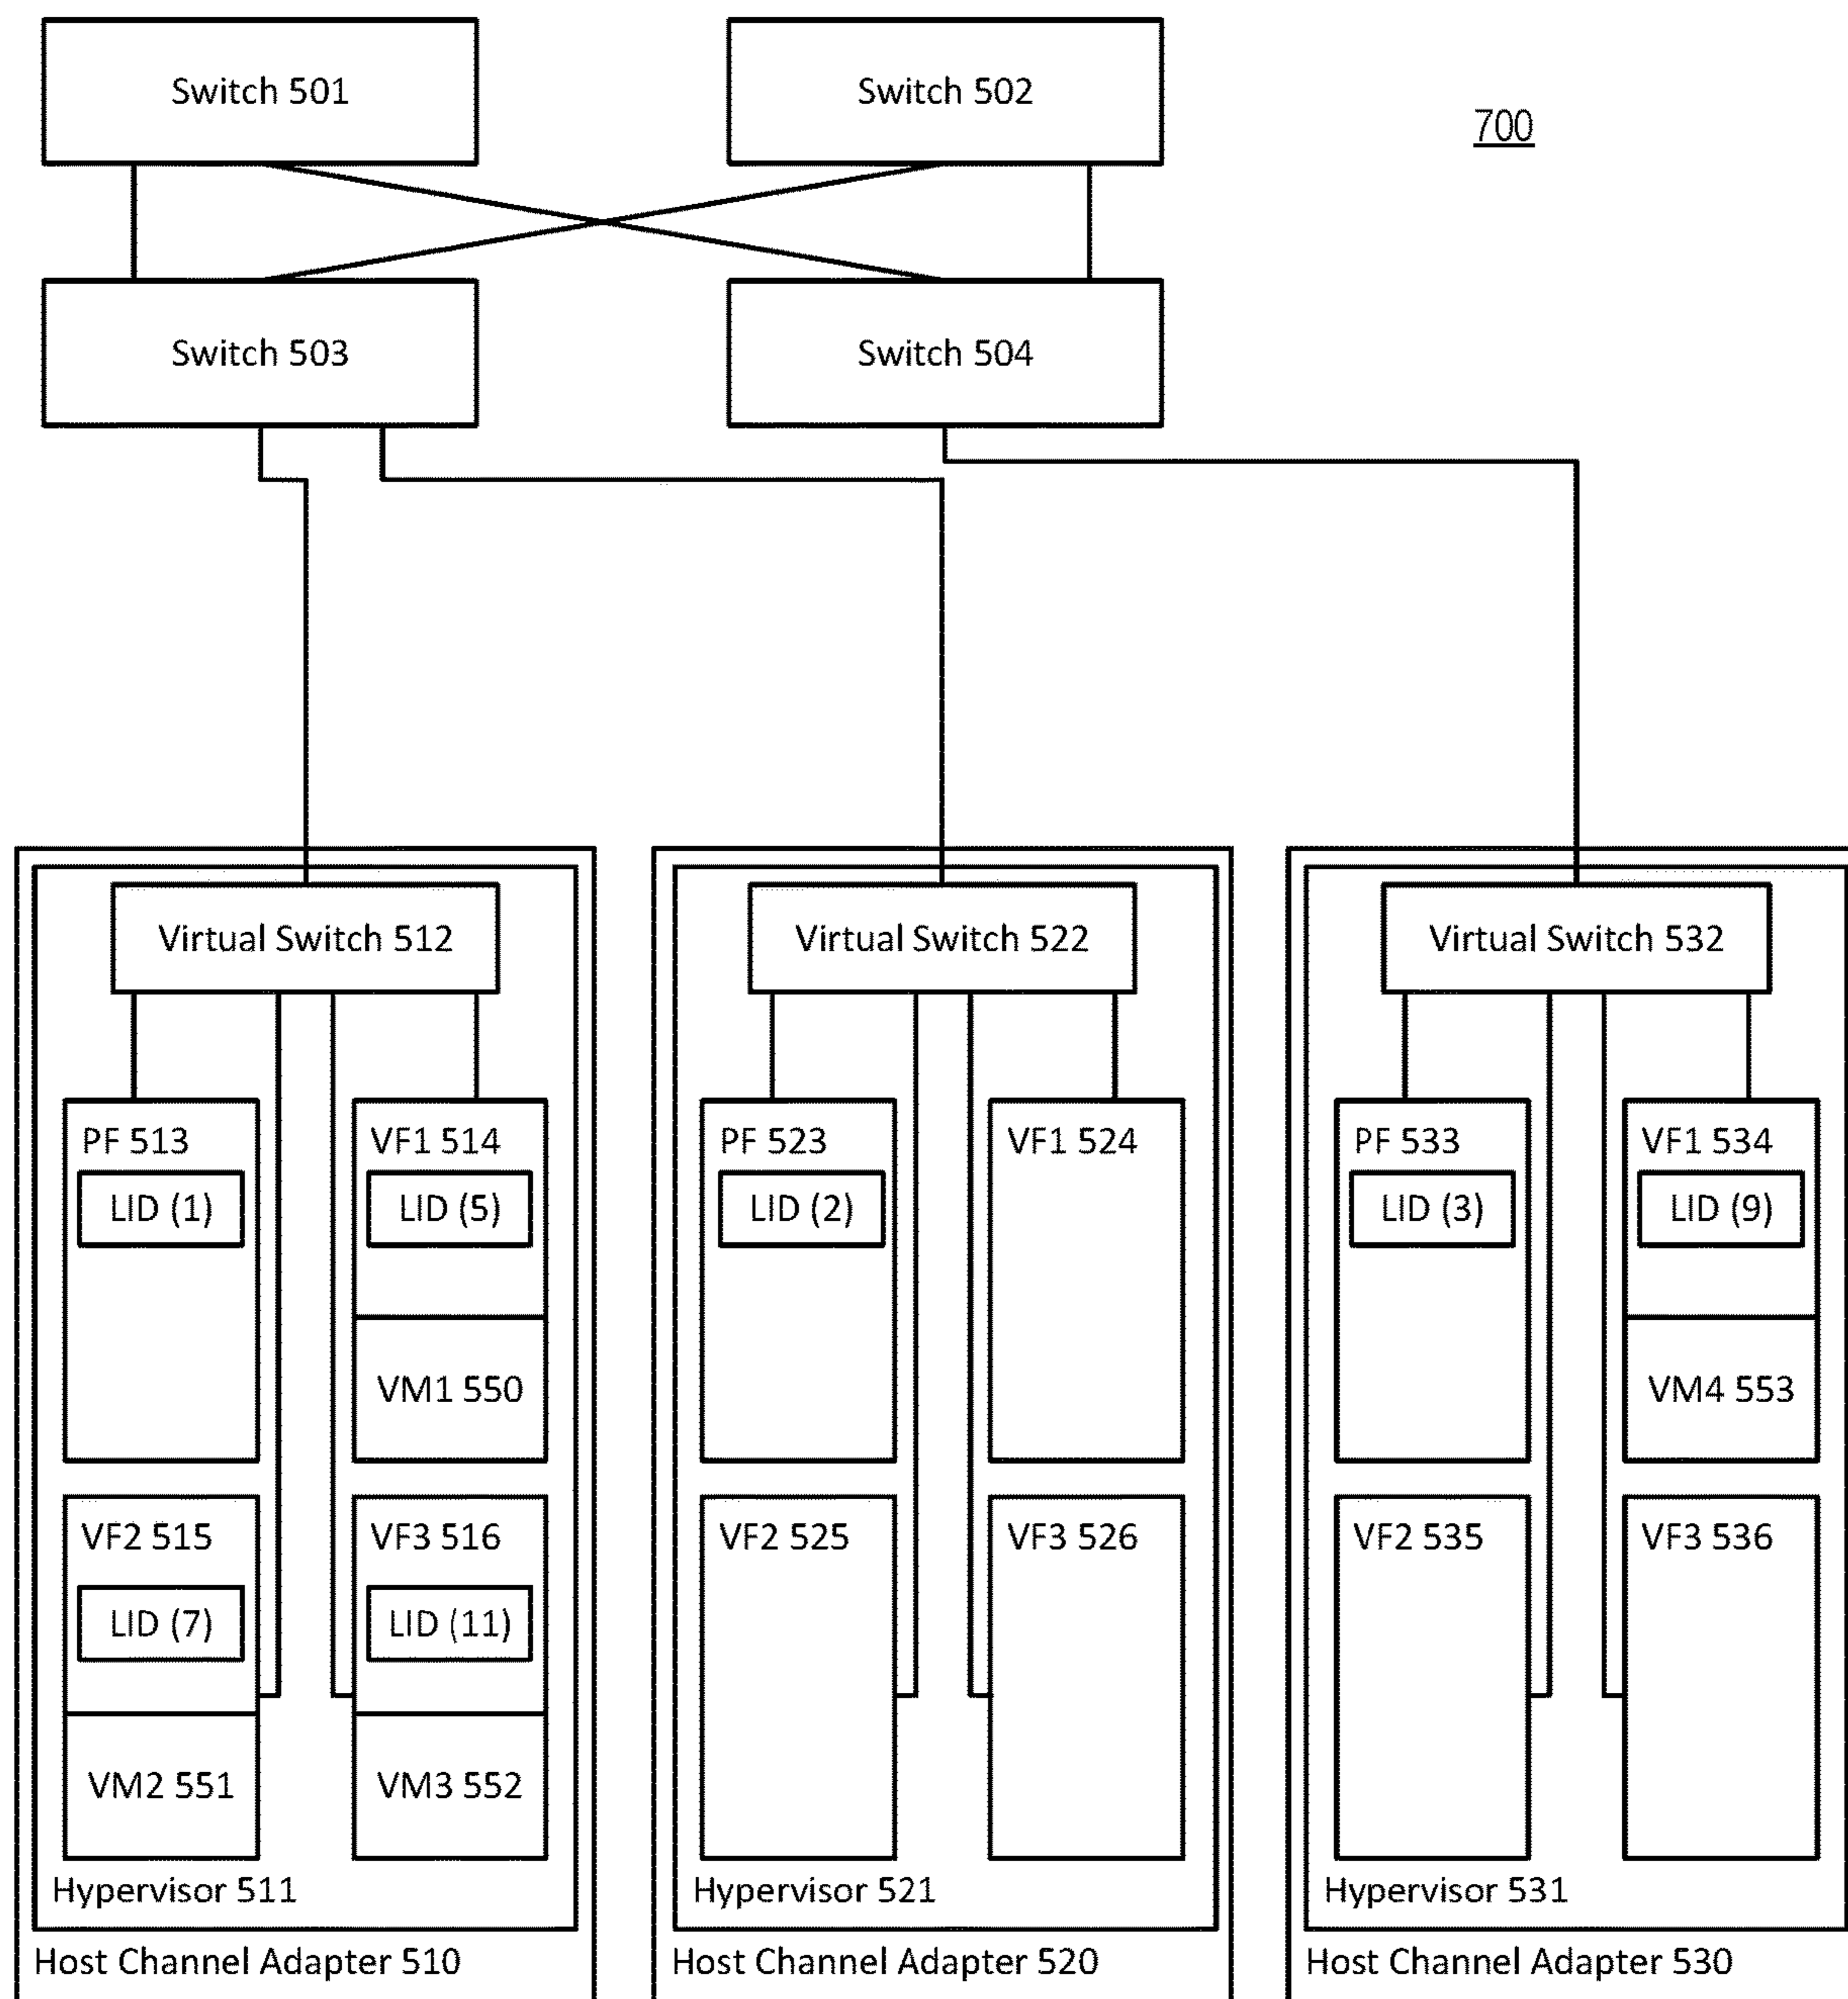 Switch 501
Switch 502
700
Switch 503
Switch 504
Virtual Switch 512
PF 513
LID (1)
VF1 514
LID (5)
VM1 550
VF2 515
LID (7)
VM2 551
VF3 516
LID (11)
VM3 552
Hypervisor 511
Host Channel Adapter 510
Virtual Switch 522
PF 523
LID (2)
VF1 524
VF2 525
VF3 526
Hypervisor 521
Host Channel Adapter 520
Virtual Switch 532
PF 533
LID (3)
VF1 534
LID (9)
VM4 553
VF2 535
VF3 536
Hypervisor 531
Host Channel Adapter 530